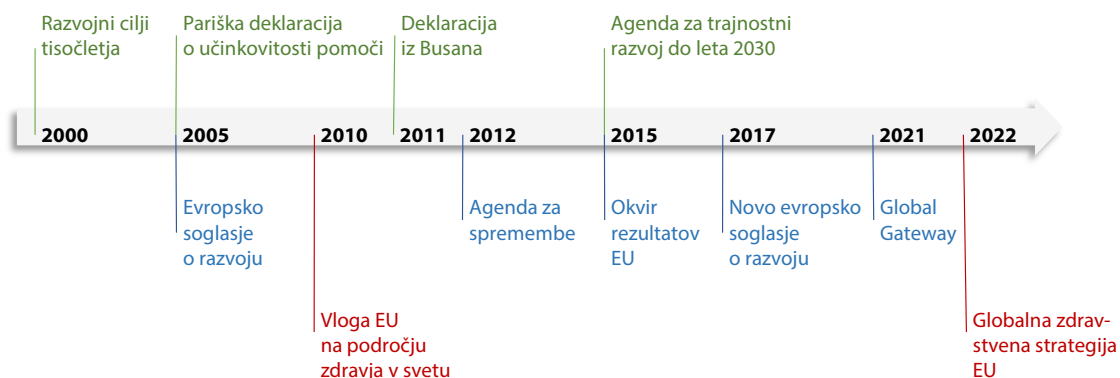 Razvojni cilji
tisočletja
Pariška deklaracija
o učinkovitosti pomoči
Deklaracija
iz Busana
Agenda za trajnostni
razvoj do leta 2030
2000
2005
2010
2011
2012
2015
2017
2021
2022
Evropsko
soglasje
o razvoju
Agenda za
spremembe
Okvir
rezultatov
EU
Novo evropsko
soglasje
o razvoju
Global
Gateway
Vloga EU
na področju
zdravja v svetu
Globalna zdrav-
stvena strategija
EU